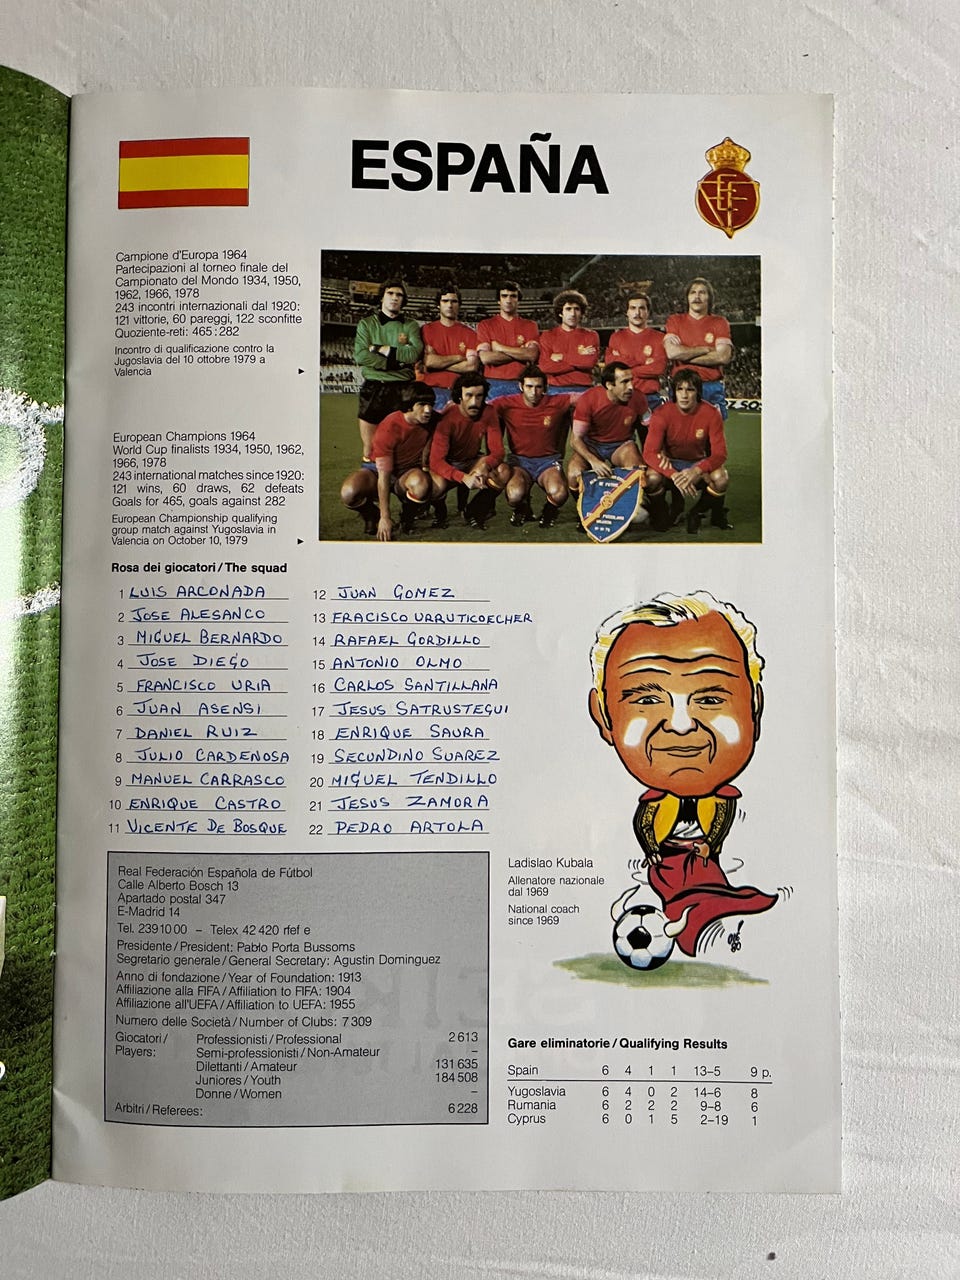 ESPAÑA
Campione d'Europa 1964
Partecipazioni al torneo finale del
Campionato del Mondo 1934, 1950,
1962, 1966, 1978
243 incontri internazionali dal 1920:
121 vittorie, 60 pareggi, 122 sconfitte
Quoziente-reti: 465:282
Incontro di qualificazione contro la
Jugoslavia del 10 ottobre 1979 a
Valencia
European Champions 1964
World Cup finalists 1934, 1950, 1962,
1966, 1978
243 international matches since 1920:
121 wins, 60 draws, 62 defeats
Goals for 465, goals against 282
European Championship qualifying
group match against Yugoslavia in
Valencia on October 10, 1979
Rosa dei giocatori/The squad
1 LUIS ARCONADA
2 JOSE ALESANCO
3 MIGUEL BERNARDO
4 JOSE DIEGO
5 FRANCISCO URIA
6 JUAN ASENSI
7 DANIEL RUIZ
8 JULIO CARDENOSA
9 MANUEL CARRASCO
10 ENRIQUE CASTRO
11 VICENTE DE BOSQUE
12 JUAN GOMEZ
13 FRACISCO URRUTICOECHER
14 RAFAEL GORDILLO
15 ANTONIO OLMO
16 CARLOS SANTILLANA
17 JESUS SATRUSTEGUI
18 ENRIQUE SAURA
19 SECUNDINO SUAREZ
20 MIGUEL TENDILLO
21 JESUS ZAMORA
22 PEDRO ARTOLA
Real Federación Española de Fútbol
Calle Alberto Bosch 13
Apartado postal 347
E-Madrid 14
Tel. 2391000 – Telex 42 420 rfef e
Presidente/President: Pablo Porta Bussoms
Segretario generale/General Secretary: Agustin Dominguez
Anno di fondazione/Year of Foundation: 1913
Affiliazione alla FIFA/Affiliation to FIFA: 1904
Affiliazione all'UEFA/Affiliation to UEFA: 1955
Numero delle Società/Number of Clubs: 7309
Giocatori/ Professionisti/Professional 2613
Players: Semi-professionisti/Non-Amateur –
Dilettanti/Amateur 131635
Juniores/Youth 184508
Donne/Women –
Arbitri/Referees: 6228
Ladislao Kubala
Allenatore nazionale
dal 1969
National coach
since 1969
Gare eliminatorie/Qualifying Results
Spain 6 4 1 1 13–5 9 p.
Yugoslavia 6 4 0 2 14–6 8
Rumania 6 2 2 2 9–8 6
Cyprus 6 0 1 5 2–19 1